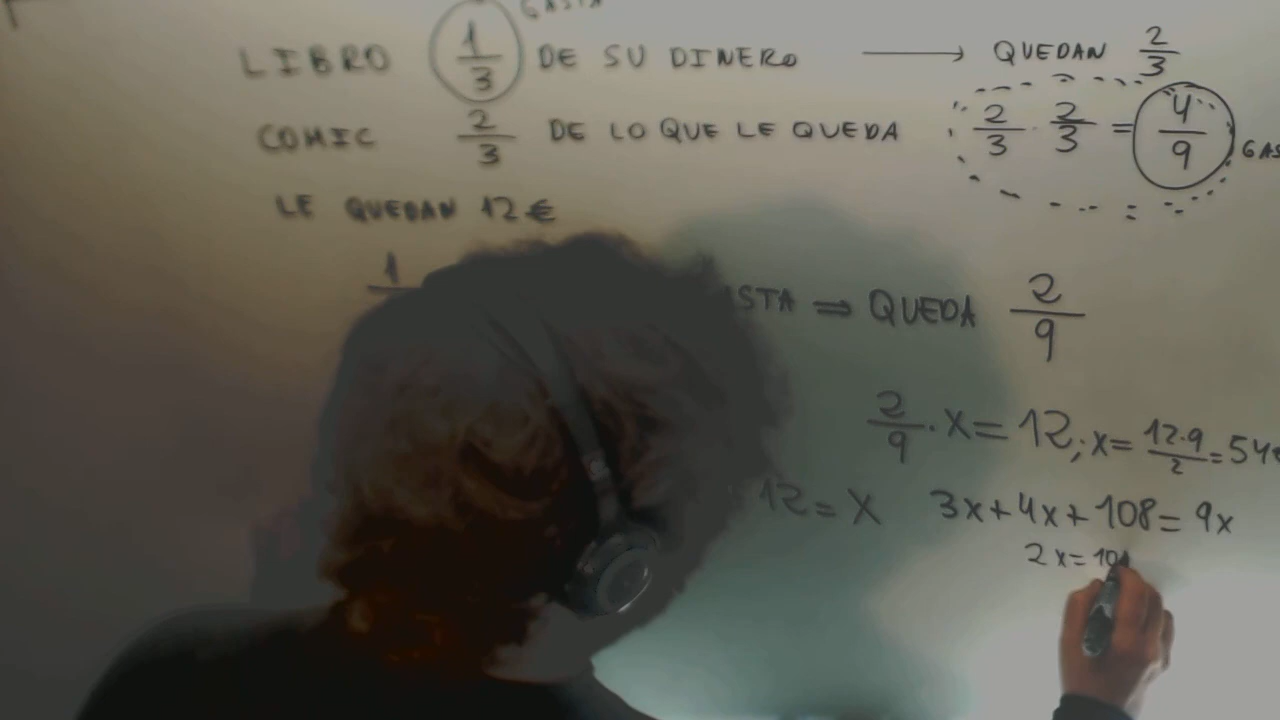 GASTA
LIBRO 1/3 DE SU DINERO → QUEDAN 2/3
COMIC 2/3 DE LO QUE LE QUEDA 2/3 · 2/3 = 4/9 GAS
LE QUEDAN 12 €
1 STA ⇒ QUEDA 2/9
2/9 · X = 12; X = 12·9/2 = 54
12 = X 3x + 4x + 108 = 9x
2x = 10